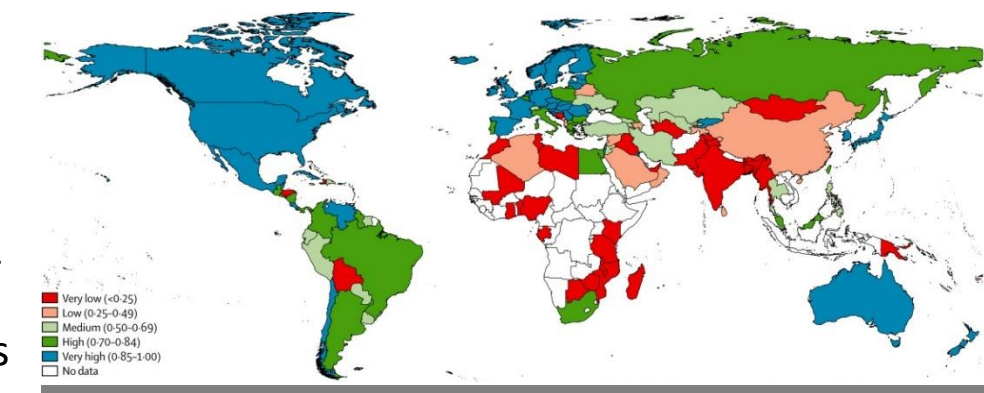 .
s
Very low (<0·25)
Low (0·25–0·49)
Medium (0·50–0·69)
High (0·70–0·84)
Very high (0·85–1·00)
No data